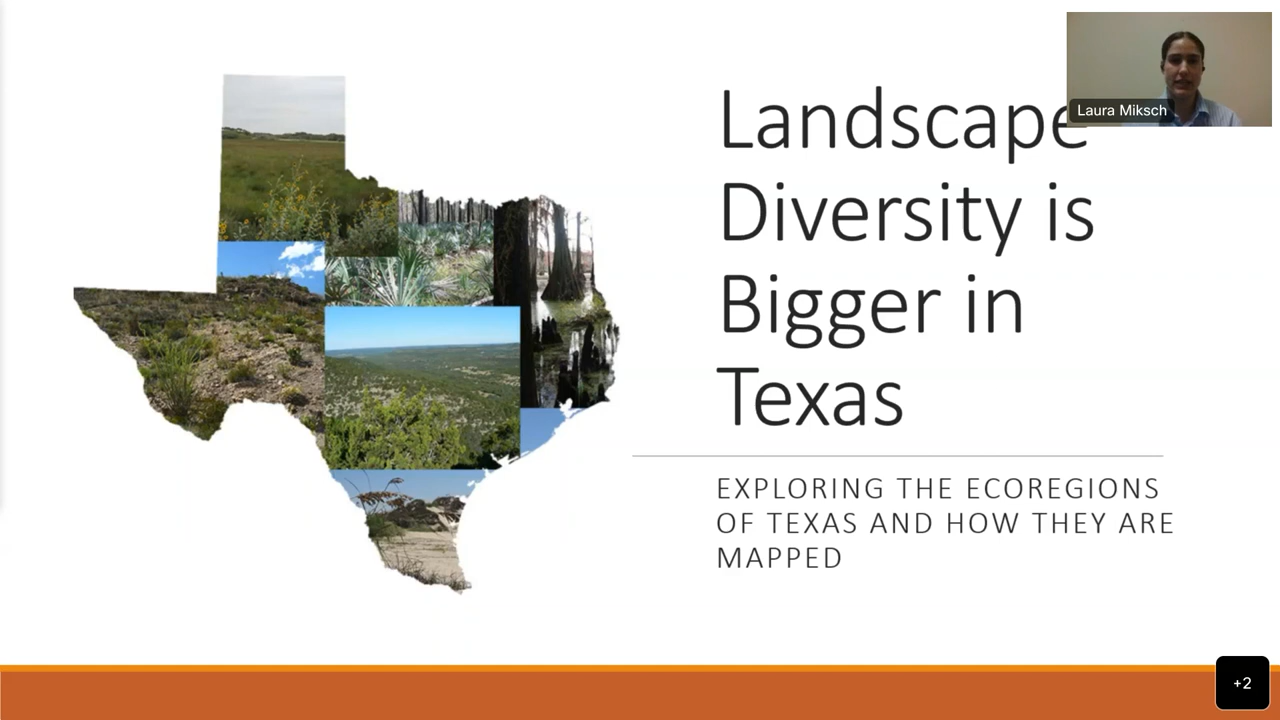 Landscape
Diversity is
Bigger in
Texas
EXPLORING THE ECOREGIONS
OF TEXAS AND HOW THEY ARE
MAPPED
Laura Miksch
+2